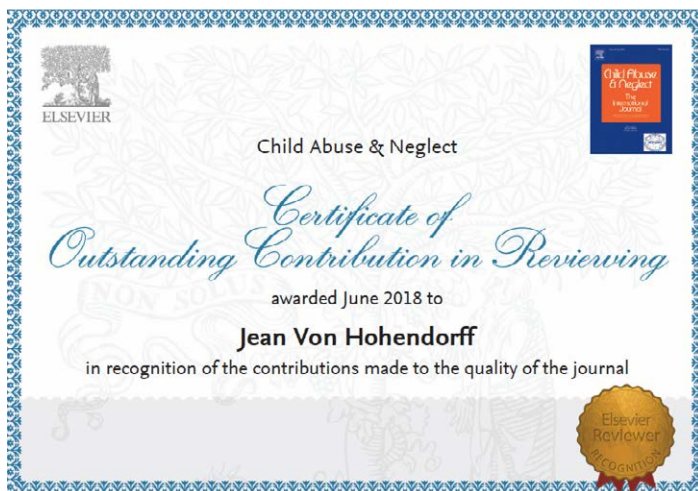 ELSEVIER
Child Abuse
& Neglect
The
International
Journal
Child Abuse & Neglect
Certificate of
Outstanding Contribution in Reviewing
NON SOLUS
awarded June 2018 to
Jean Von Hohendorff
in recognition of the contributions made to the quality of the journal
Elsevier
Reviewer
RECOGNITION